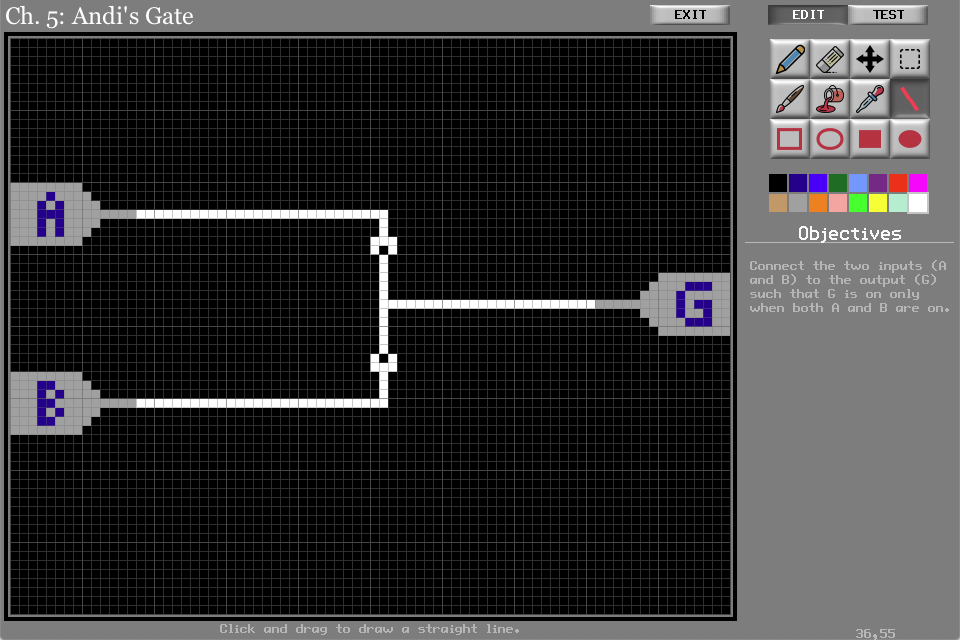 Ch. 5: Andi's Gate
EXIT
EDIT
TEST
A
B
G
Objectives
Connect the two inputs (A
and B) to the output (G)
such that G is on only
when both A and B are on.
Click and drag to draw a straight line.
36,55